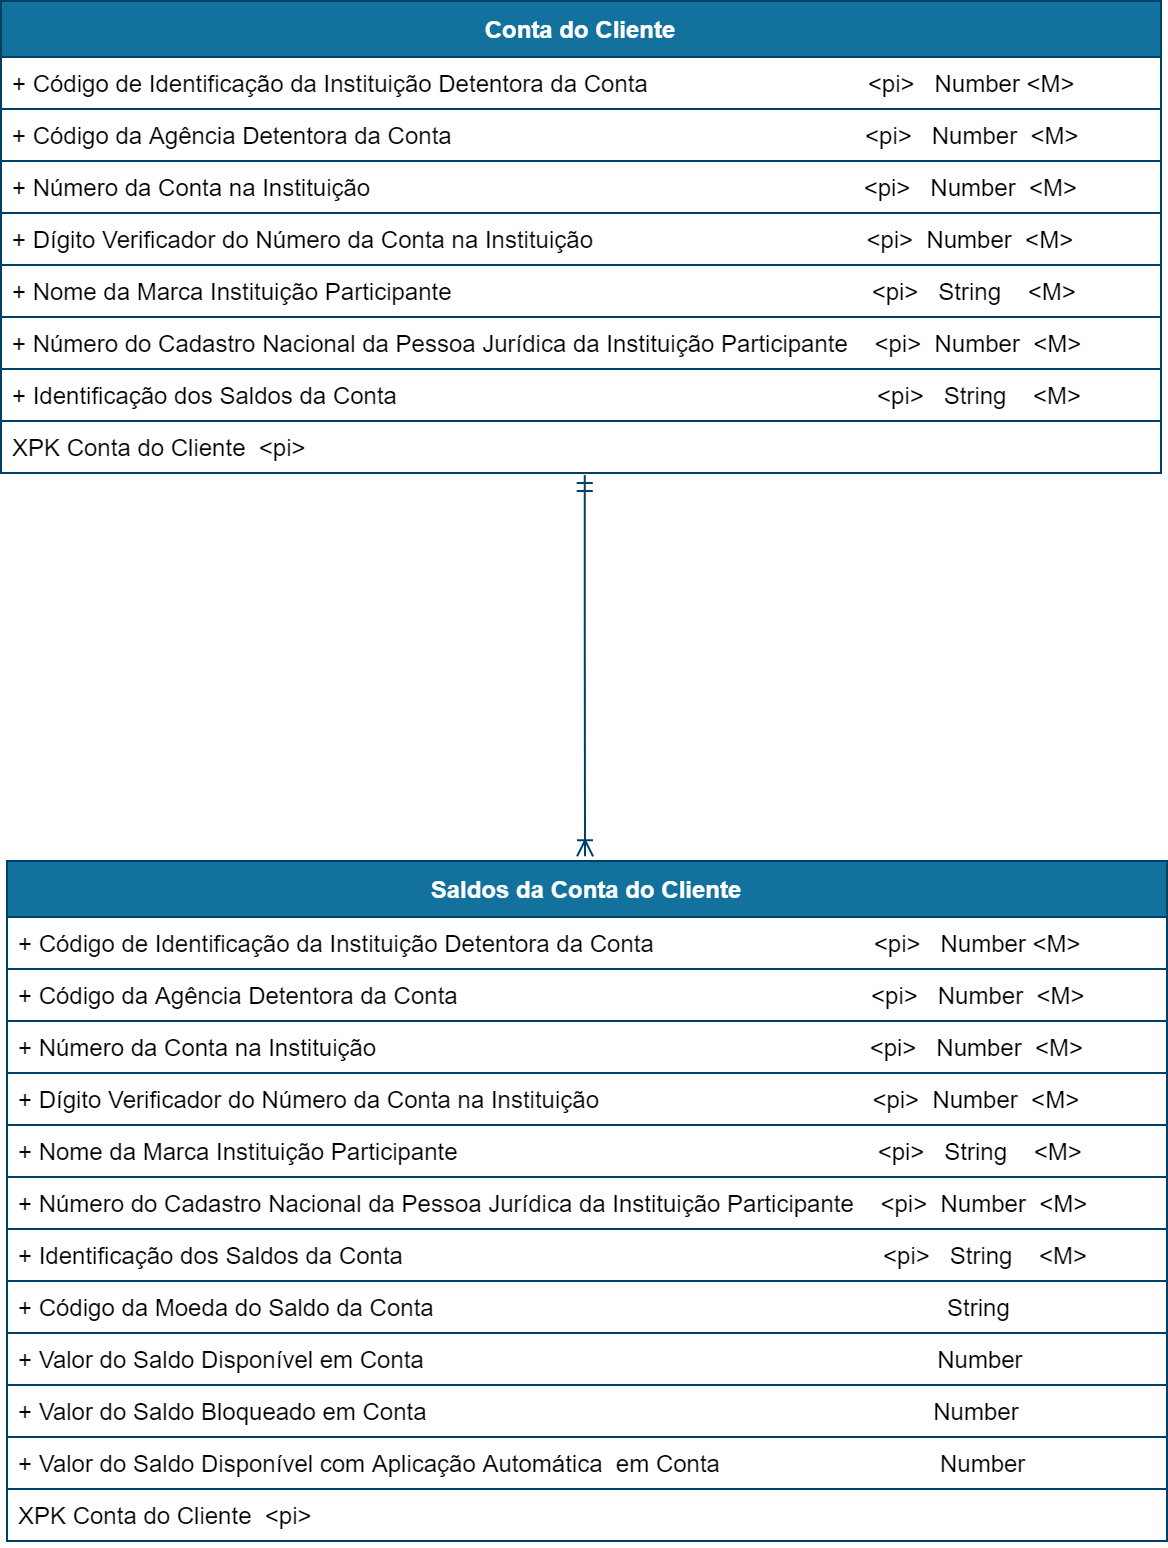 Conta do Cliente
+ Código de Identificação da Instituição Detentora da Conta <pi> Number <M>
+ Código da Agência Detentora da Conta <pi> Number <M>
+ Número da Conta na Instituição <pi> Number <M>
+ Dígito Verificador do Número da Conta na Instituição <pi> Number <M>
+ Nome da Marca Instituição Participante <pi> String <M>
+ Número do Cadastro Nacional da Pessoa Jurídica da Instituição Participante <pi> Number <M>
+ Identificação dos Saldos da Conta <pi> String <M>
XPK Conta do Cliente <pi>
Saldos da Conta do Cliente
+ Código de Identificação da Instituição Detentora da Conta <pi> Number <M>
+ Código da Agência Detentora da Conta <pi> Number <M>
+ Número da Conta na Instituição <pi> Number <M>
+ Dígito Verificador do Número da Conta na Instituição <pi> Number <M>
+ Nome da Marca Instituição Participante <pi> String <M>
+ Número do Cadastro Nacional da Pessoa Jurídica da Instituição Participante <pi> Number <M>
+ Identificação dos Saldos da Conta <pi> String <M>
+ Código da Moeda do Saldo da Conta String
+ Valor do Saldo Disponível em Conta Number
+ Valor do Saldo Bloqueado em Conta Number
+ Valor do Saldo Disponível com Aplicação Automática em Conta Number
XPK Conta do Cliente <pi>